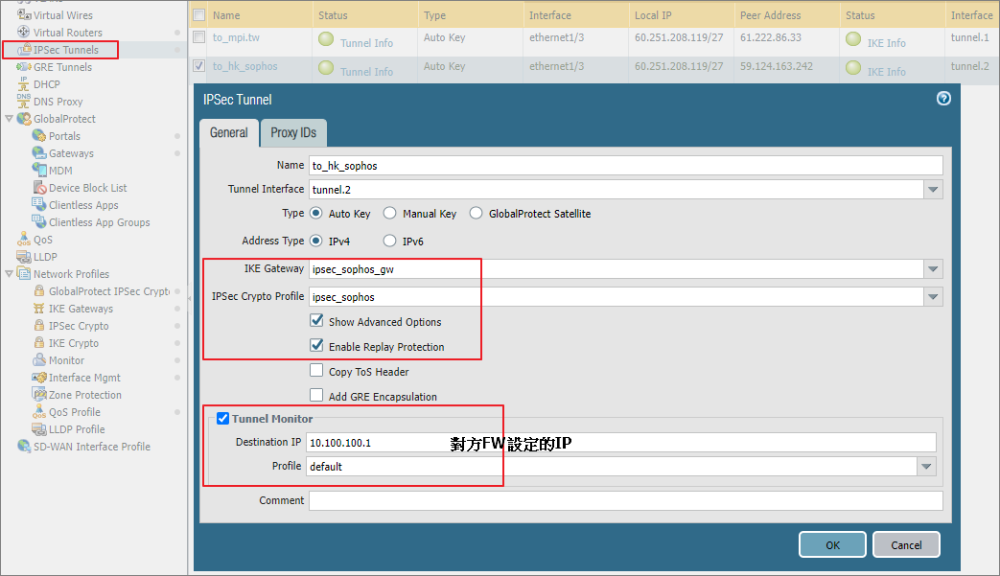 Virtual Wires
Virtual Routers
IPSec Tunnels
GRE Tunnels
DHCP
DNS Proxy
GlobalProtect
Portals
Gateways
MDM
Device Block List
Clientless Apps
Clientless App Groups
QoS
LLDP
Network Profiles
GlobalProtect IPSec Crypto
IKE Gateways
IPSec Crypto
IKE Crypto
Monitor
Interface Mgmt
Zone Protection
QoS Profile
LLDP Profile
SD-WAN Interface Profile
Name Status Type Interface Local IP Peer Address Status Interface
to_mpi.tw Tunnel Info Auto Key ethernet1/3 60.251.208.119/27 61.222.86.33 IKE Info tunnel.1
to_hk_sophos Tunnel Info Auto Key ethernet1/3 60.251.208.119/27 59.124.163.242 IKE Info tunnel.2
IPSec Tunnel
General Proxy IDs
Name to_hk_sophos
Tunnel Interface tunnel.2
Type Auto Key Manual Key GlobalProtect Satellite
Address Type IPv4 IPv6
IKE Gateway ipsec_sophos_gw
IPSec Crypto Profile ipsec_sophos
Show Advanced Options
Enable Replay Protection
Copy ToS Header
Add GRE Encapsulation
Tunnel Monitor
Destination IP 10.100.100.1 對方FW設定的IP
Profile default
Comment
OK Cancel